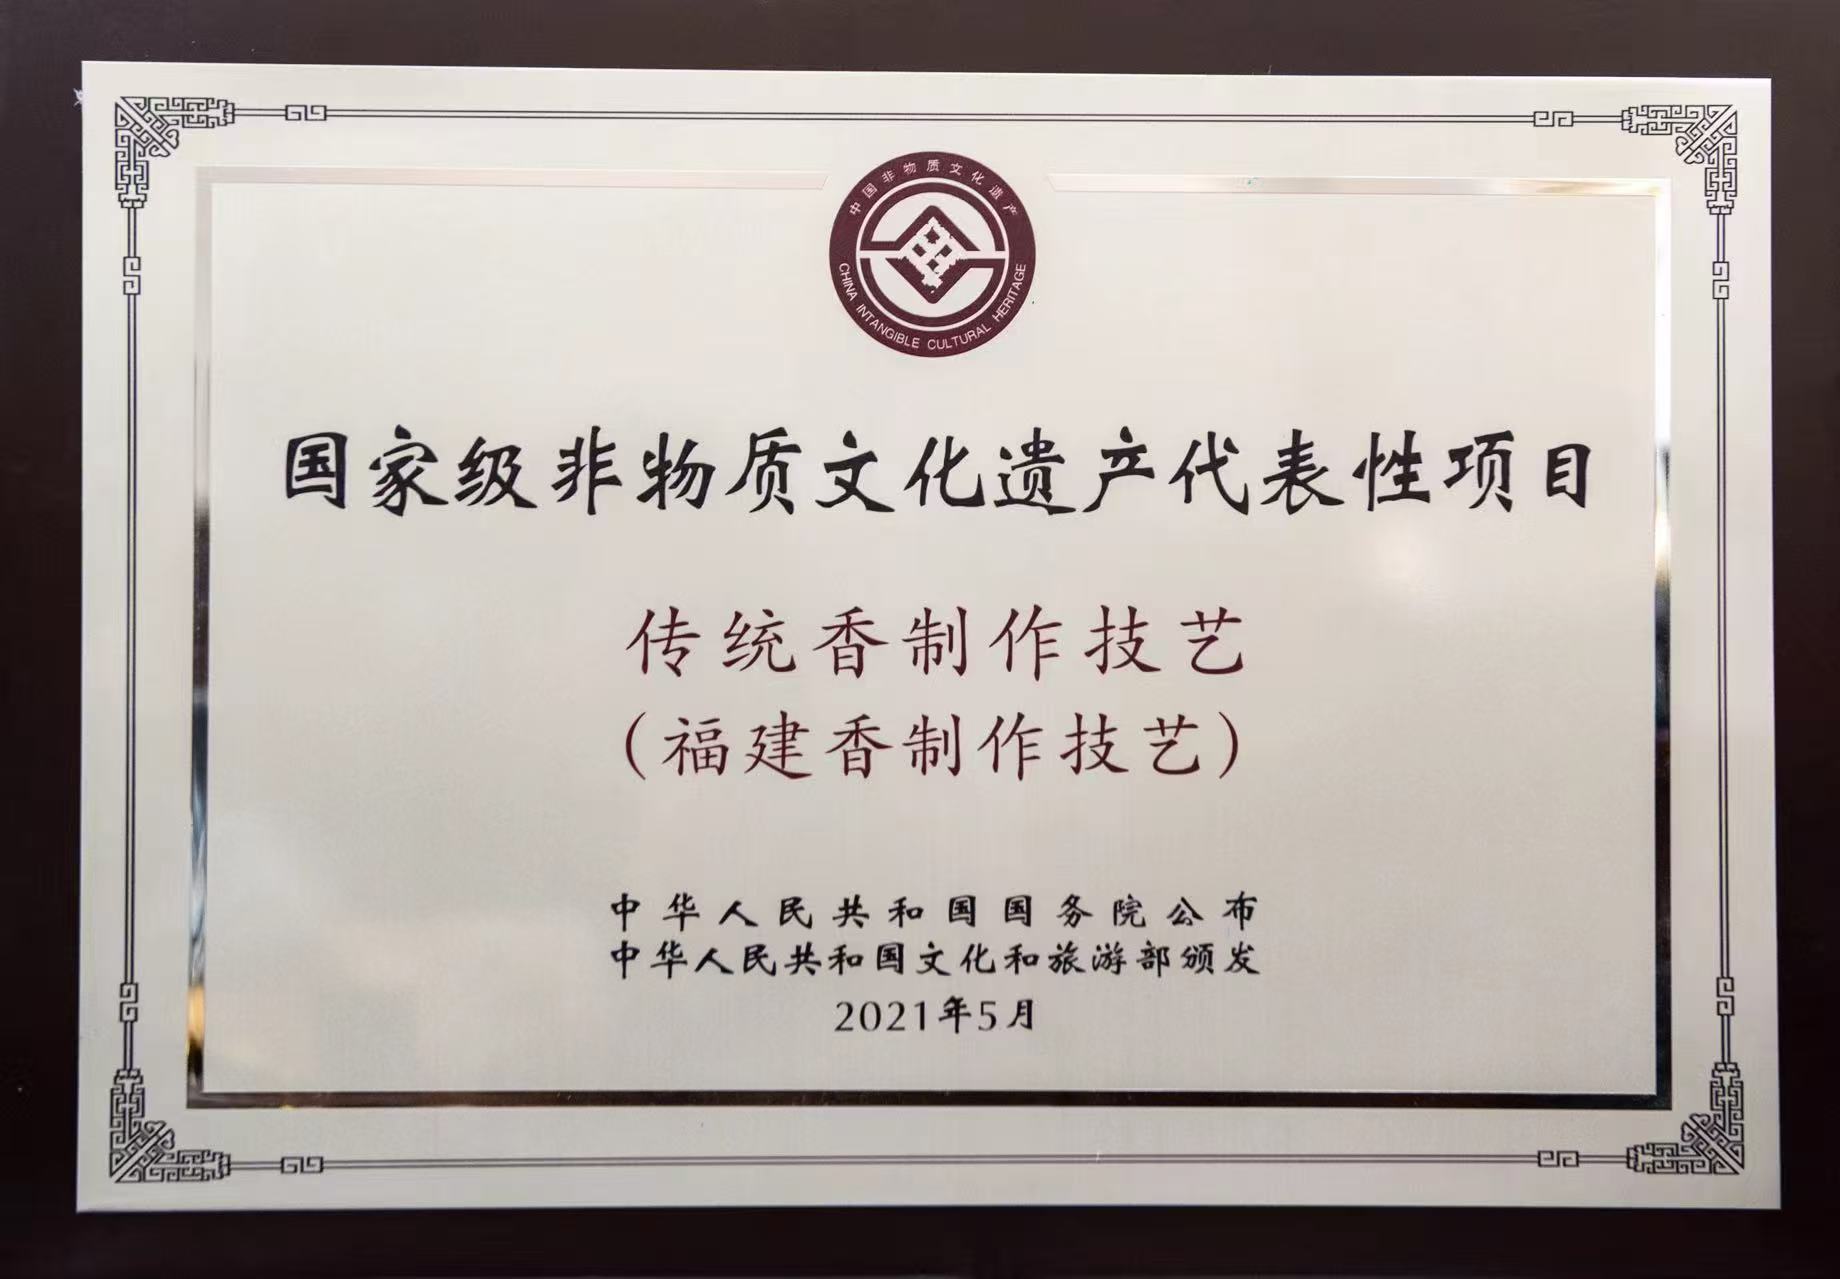 中国非物质文化遗产
CHINA INTANGIBLE CULTURAL HERITAGE
国家级非物质文化遗产代表性项目
传统香制作技艺
（福建香制作技艺）
中华人民共和国国务院公布
中华人民共和国文化和旅游部颁发
2021年5月